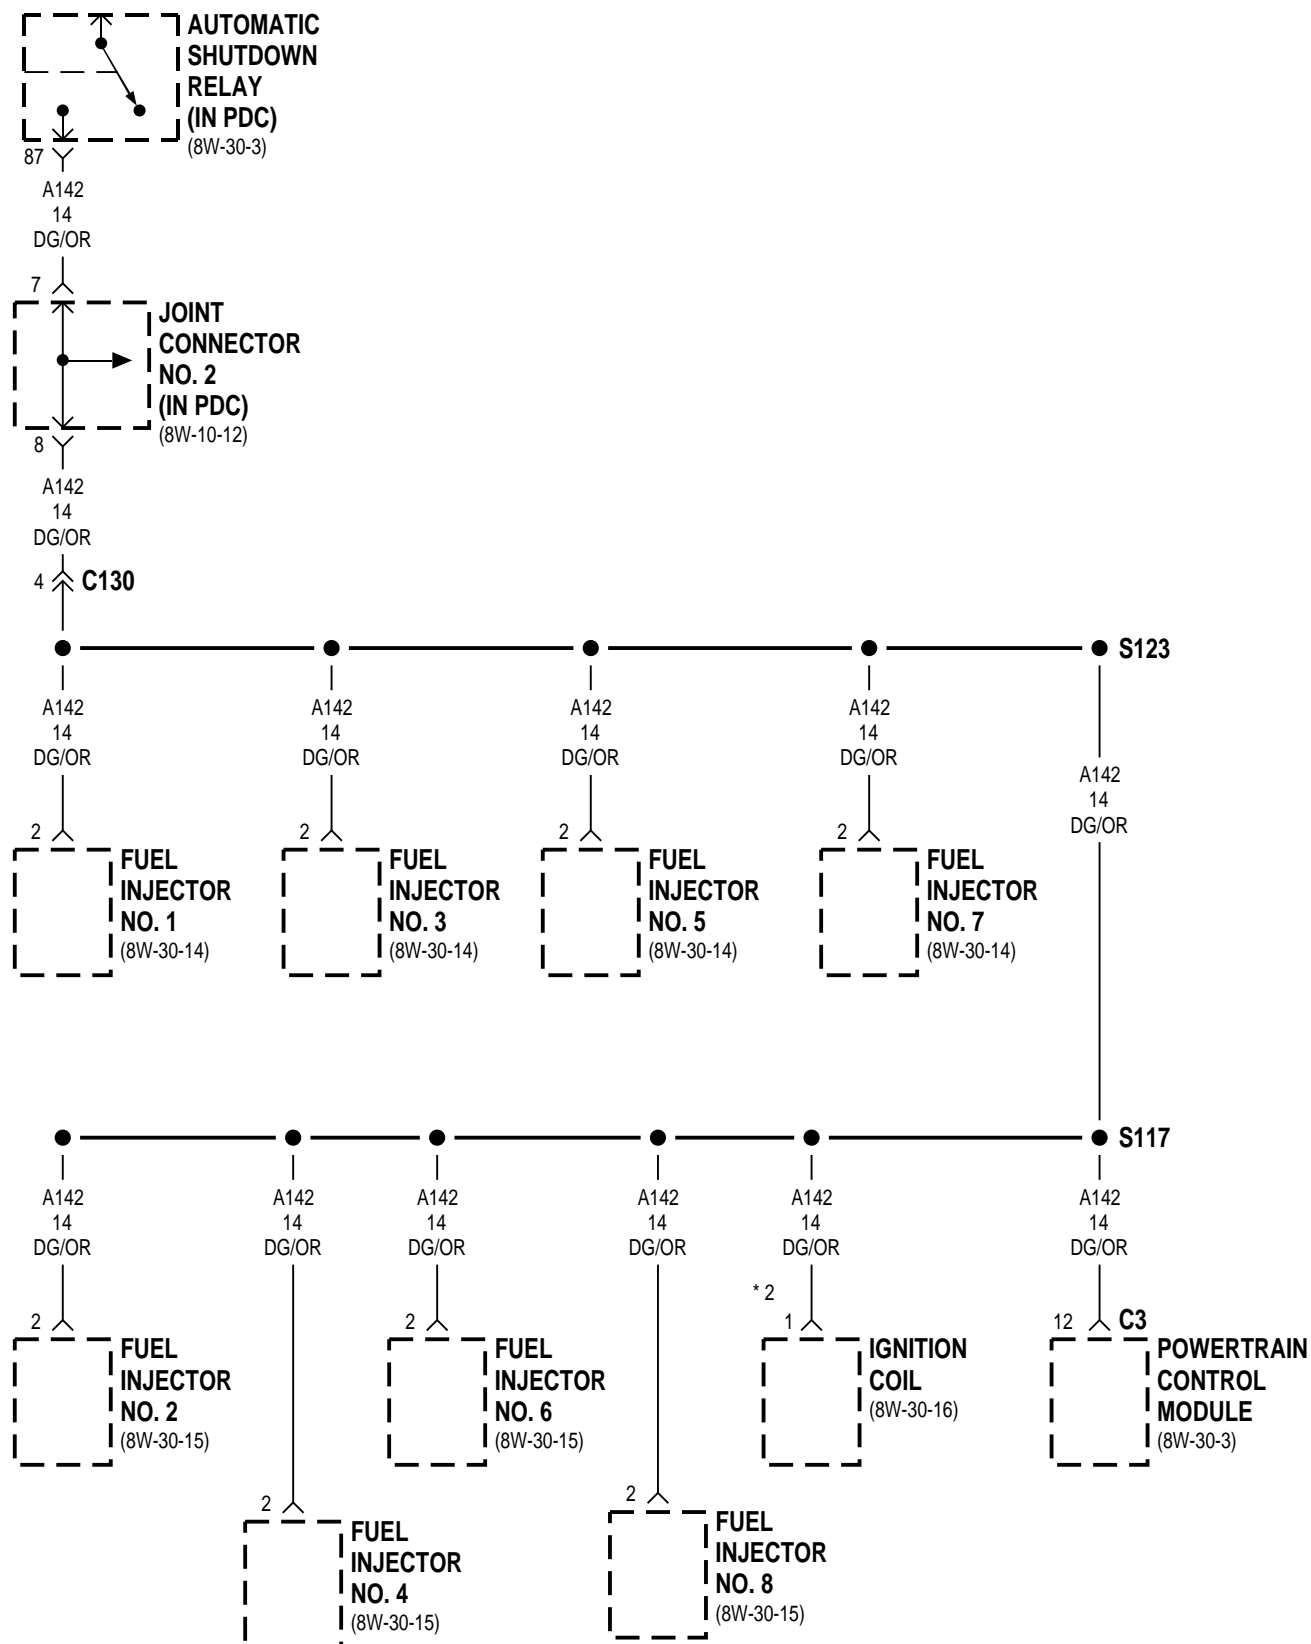 AUTOMATIC
SHUTDOWN
RELAY
(IN PDC)
(8W-30-3)
87
A142
14
DG/OR
7
JOINT
CONNECTOR
NO. 2
(IN PDC)
(8W-10-12)
8
A142
14
DG/OR
4
C130
S123
A142
14
DG/OR
A142
14
DG/OR
A142
14
DG/OR
A142
14
DG/OR
A142
14
DG/OR
2
FUEL
INJECTOR
NO. 1
(8W-30-14)
2
FUEL
INJECTOR
NO. 3
(8W-30-14)
2
FUEL
INJECTOR
NO. 5
(8W-30-14)
2
FUEL
INJECTOR
NO. 7
(8W-30-14)
S117
A142
14
DG/OR
A142
14
DG/OR
A142
14
DG/OR
A142
14
DG/OR
A142
14
DG/OR
A142
14
DG/OR
2
FUEL
INJECTOR
NO. 2
(8W-30-15)
2
FUEL
INJECTOR
NO. 6
(8W-30-15)
* 2
1
IGNITION
COIL
(8W-30-16)
12
C3
POWERTRAIN
CONTROL
MODULE
(8W-30-3)
2
FUEL
INJECTOR
NO. 4
(8W-30-15)
2
FUEL
INJECTOR
NO. 8
(8W-30-15)